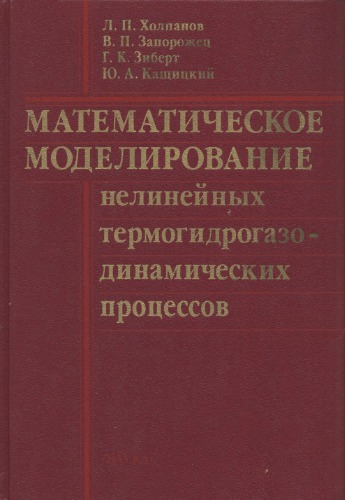 Л. П. Холпанов
В. П. Запорожец
Г. К. Зиберт
Ю. А. Кащицкий
МАТЕМАТИЧЕСКОЕ
МОДЕЛИРОВАНИЕ
нелинейных
термогидрогазо-
динамических
процессов